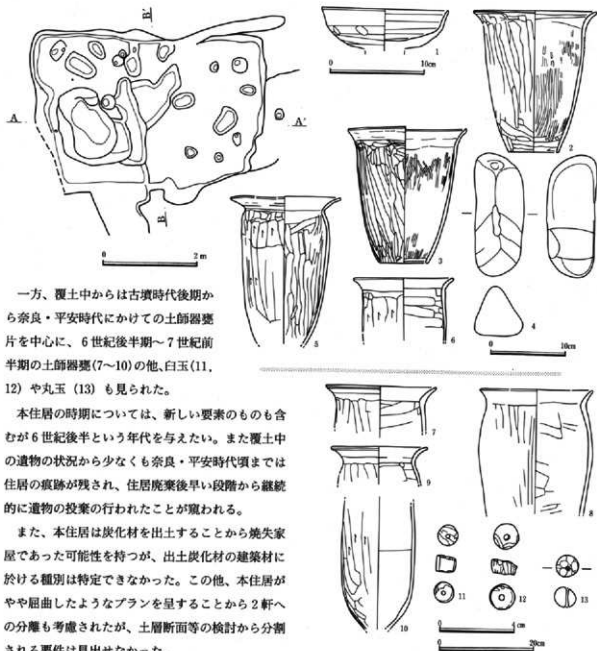 B'
A
A'
B
0 2 m
1
0 10cm
2
3
4
0 10cm
5
6
一方、覆土中からは古墳時代後期か
ら奈良・平安時代にかけての土師器甕
片を中心に、6世紀後半期～7世紀前
半期の土師器甕(7〜10)の他、臼玉(11.
12)や丸玉(13)も見られた。
本住居の時期については、新しい要素のものも含
むが6世紀後半という年代を与えたい。また覆土中
の遺物の状況から少なくも奈良・平安時代頃までは
住居の痕跡が残され、住居廃棄後早い段階から継続
的に遺物の投棄の行われたことが窺われる。
また、本住居は炭化材を出土することから焼失家
屋であった可能性を持つが、出土炭化材の建築材に
於ける種別は特定できなかった。この他、本住居が
やや屈曲したようなプランを呈することから2軒へ
の分離も考慮されたが、土層断面等の検討から分割
される要件は見出せなかった
7
8
9
10
11
12
13
0 4 cm
0 20cm